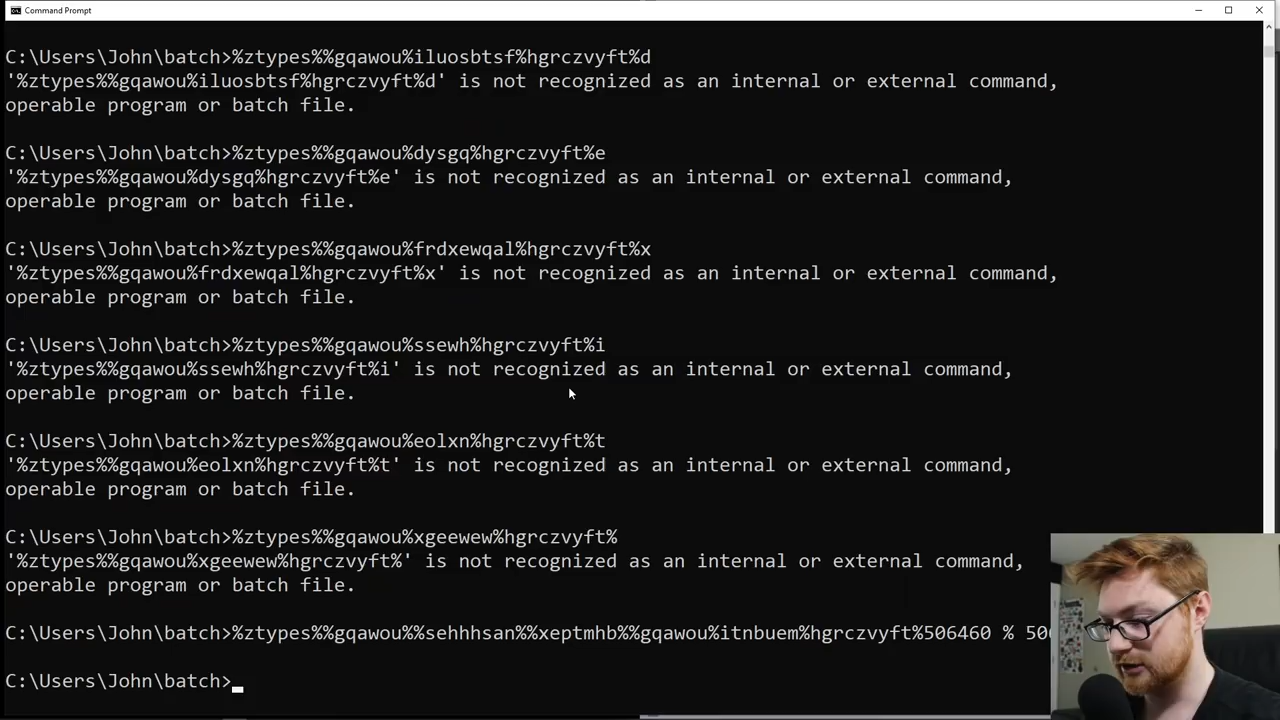 Command Prompt
C:\Users\John\batch>%ztypes%%gqawou%iluosbtsf%hgrczvyft%d
'%ztypes%%gqawou%iluosbtsf%hgrczvyft%d' is not recognized as an internal or external command,
operable program or batch file.
C:\Users\John\batch>%ztypes%%gqawou%dysgq%hgrczvyft%e
'%ztypes%%gqawou%dysgq%hgrczvyft%e' is not recognized as an internal or external command,
operable program or batch file.
C:\Users\John\batch>%ztypes%%gqawou%frdxewqal%hgrczvyft%x
'%ztypes%%gqawou%frdxewqal%hgrczvyft%x' is not recognized as an internal or external command,
operable program or batch file.
C:\Users\John\batch>%ztypes%%gqawou%ssewh%hgrczvyft%i
'%ztypes%%gqawou%ssewh%hgrczvyft%i' is not recognized as an internal or external command,
operable program or batch file.
C:\Users\John\batch>%ztypes%%gqawou%eolxn%hgrczvyft%t
'%ztypes%%gqawou%eolxn%hgrczvyft%t' is not recognized as an internal or external command,
operable program or batch file.
C:\Users\John\batch>%ztypes%%gqawou%xgeewew%hgrczvyft%
'%ztypes%%gqawou%xgeewew%hgrczvyft%' is not recognized as an internal or external command,
operable program or batch file.
C:\Users\John\batch>%ztypes%%gqawou%%sehhhsan%%xeptmhb%%gqawou%itnbuem%hgrczvyft%506460 %
C:\Users\John\batch>